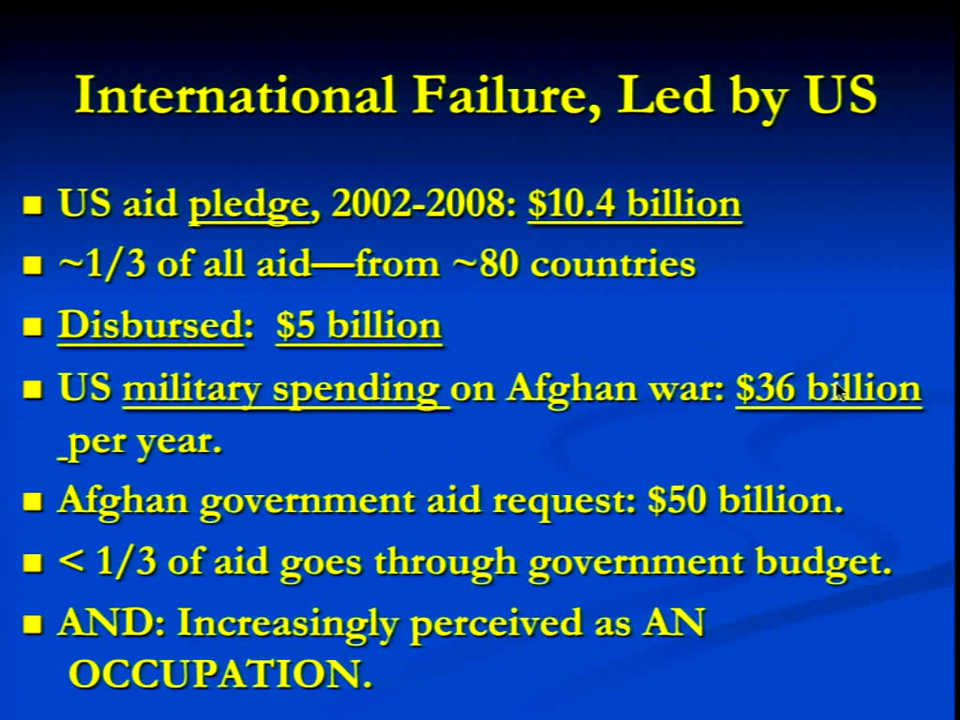 International Failure, Led by US
US aid pledge, 2002-2008: $10.4 billion
~1/3 of all aid—from ~80 countries
Disbursed: $5 billion
US military spending on Afghan war: $36 billion
per year.
Afghan government aid request: $50 billion.
< 1/3 of aid goes through government budget.
AND: Increasingly perceived as AN
OCCUPATION.